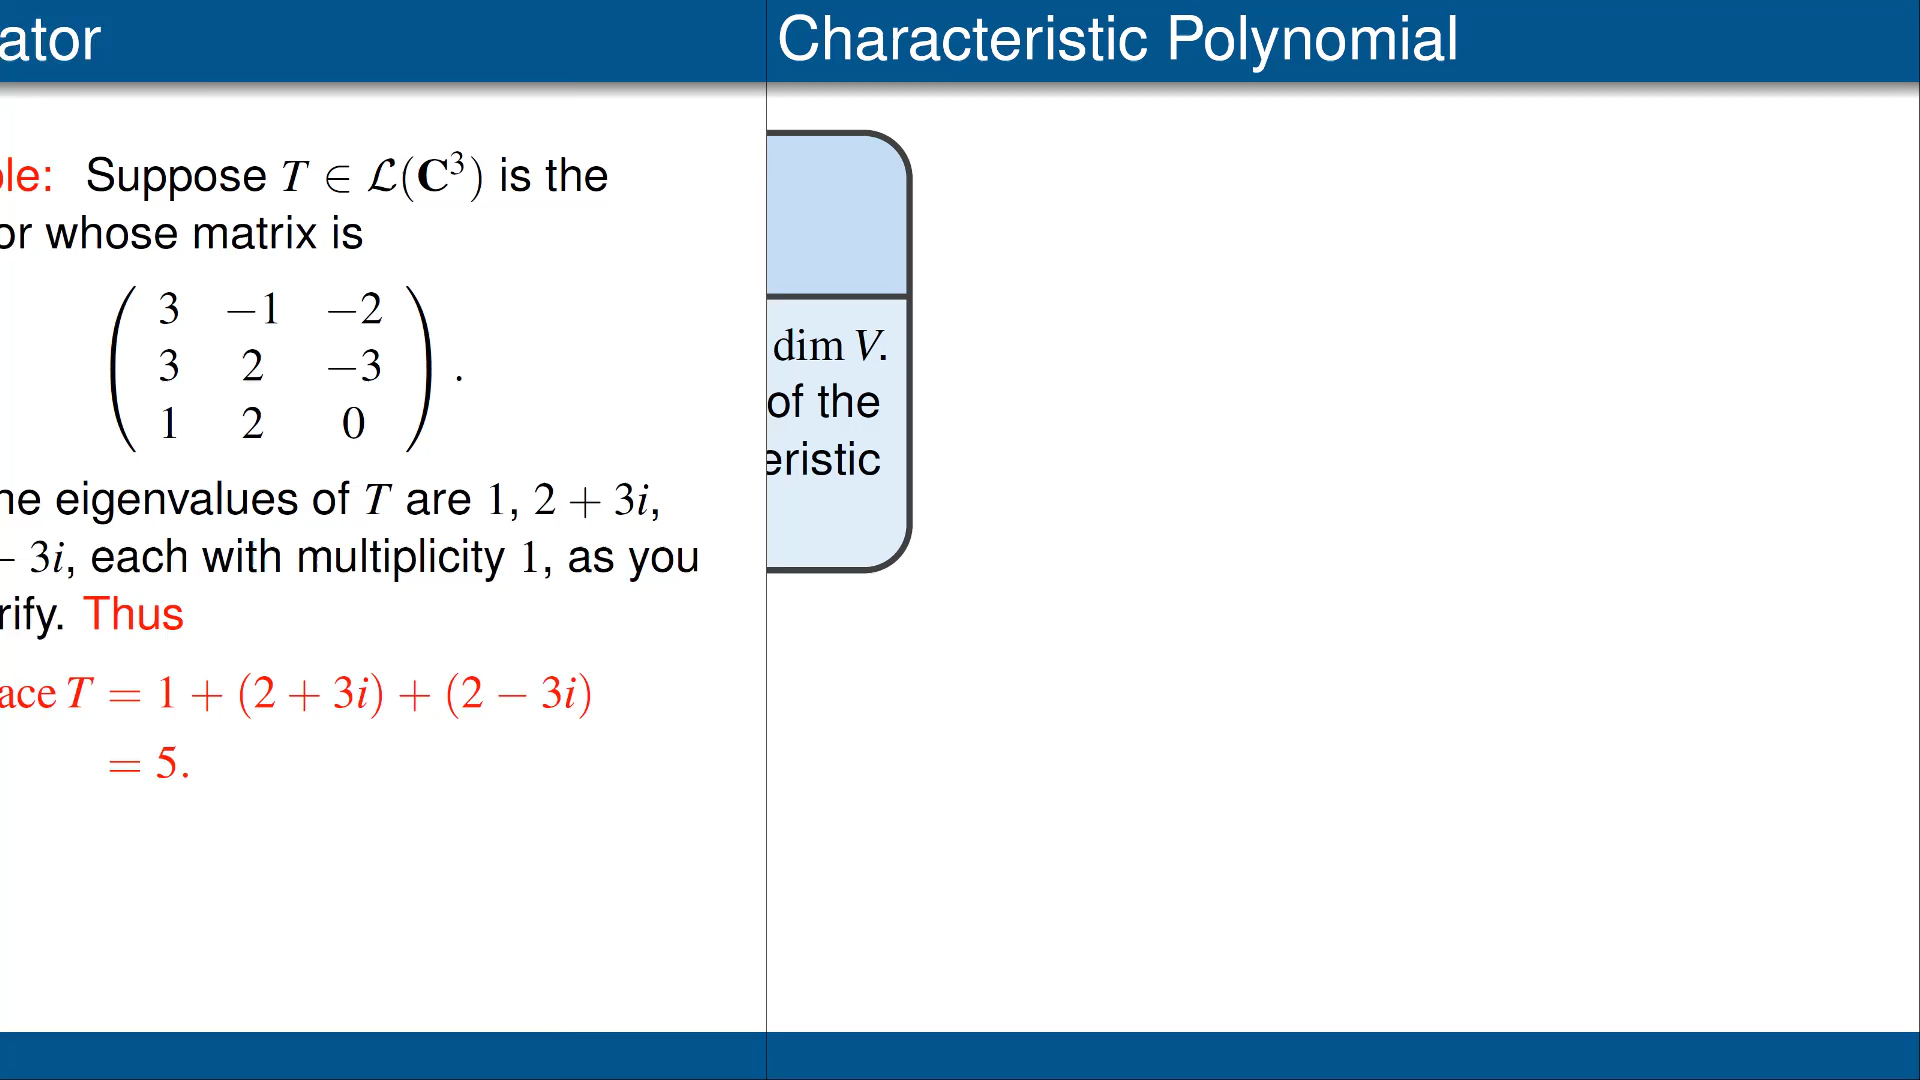 ator
ble: Suppose T ∈ ℒ(C³) is the
or whose matrix is
3 −1 −2
3 2 −3
1 2 0 .
he eigenvalues of T are 1, 2 + 3i,
− 3i, each with multiplicity 1, as you
rify. Thus
ace T = 1 + (2 + 3i) + (2 − 3i)
= 5.
Characteristic Polynomial
dim V.
of the
eristic